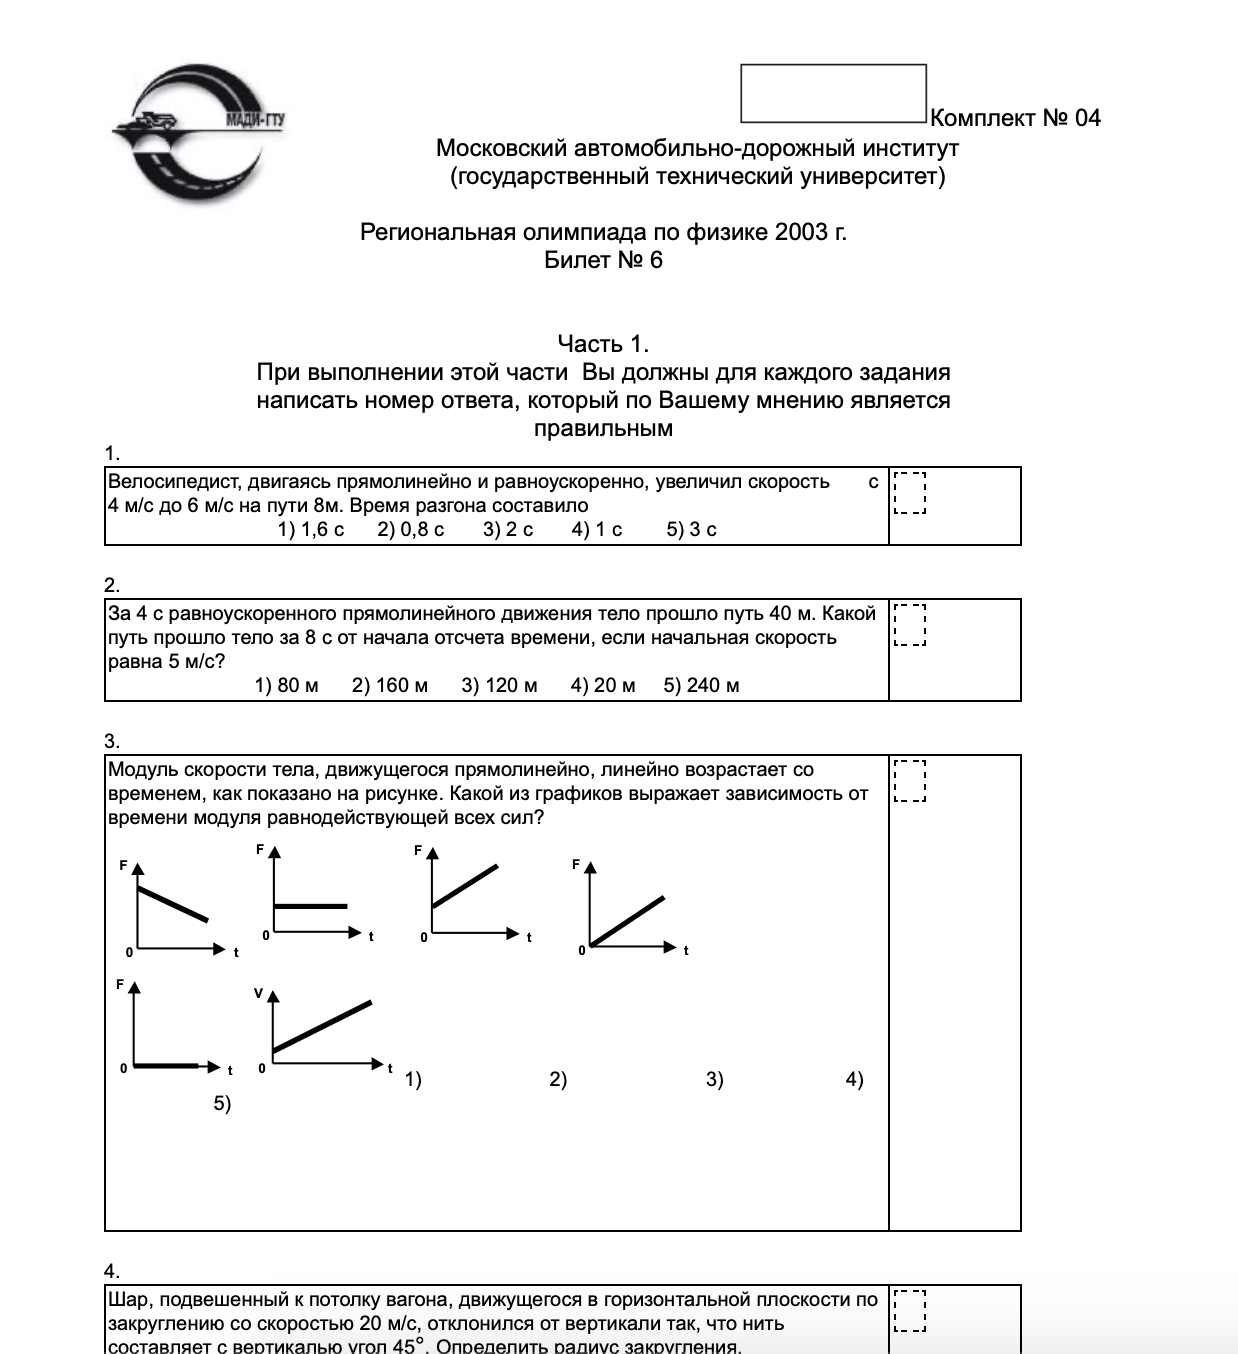 МАДИ-ГТУ
Комплект № 04
Московский автомобильно-дорожный институт
(государственный технический университет)
Региональная олимпиада по физике 2003 г.
Билет № 6
Часть 1.
При выполнении этой части Вы должны для каждого задания
написать номер ответа, который по Вашему мнению является
правильным
1.
Велосипедист, двигаясь прямолинейно и равноускоренно, увеличил скорость с
4 м/с до 6 м/с на пути 8м. Время разгона составило
1) 1,6 с 2) 0,8 с 3) 2 с 4) 1 с 5) 3 с
2.
За 4 с равноускоренного прямолинейного движения тело прошло путь 40 м. Какой
путь прошло тело за 8 с от начала отсчета времени, если начальная скорость
равна 5 м/с?
1) 80 м 2) 160 м 3) 120 м 4) 20 м 5) 240 м
3.
Модуль скорости тела, движущегося прямолинейно, линейно возрастает со
временем, как показано на рисунке. Какой из графиков выражает зависимость от
времени модуля равнодействующей всех сил?
F F F F
0 t 0 t 0 t 0 t
F V
0 t 0 t
1) 2) 3) 4)
5)
4.
Шар, подвешенный к потолку вагона, движущегося в горизонтальной плоскости по
закруглению со скоростью 20 м/с, отклонился от вертикали так, что нить
составляет с вертикалью угол 45°. Определить радиус закругления.